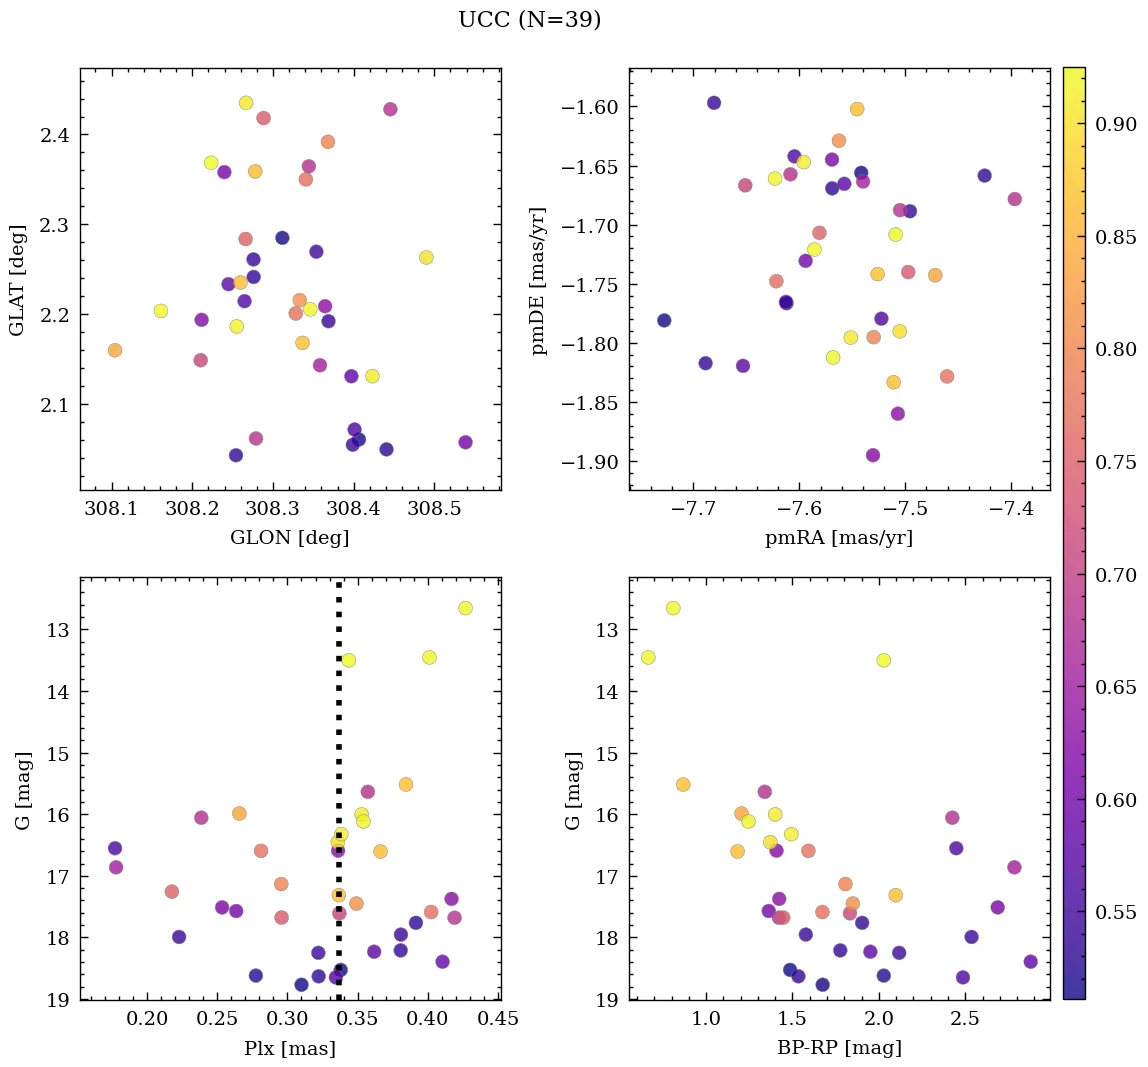 UCC (N=39)
2.4
2.3
2.2
2.1
GLAT [deg]
308.1 308.2 308.3 308.4 308.5
GLON [deg]
−1.60
−1.65
−1.70
−1.75
−1.80
−1.85
−1.90
pmDE [mas/yr]
−7.7 −7.6 −7.5 −7.4
pmRA [mas/yr]
13
14
15
16
17
18
19
G [mag]
0.20 0.25 0.30 0.35 0.40 0.45
Plx [mas]
13
14
15
16
17
18
19
G [mag]
1.0 1.5 2.0 2.5
BP-RP [mag]
0.90
0.85
0.80
0.75
0.70
0.65
0.60
0.55